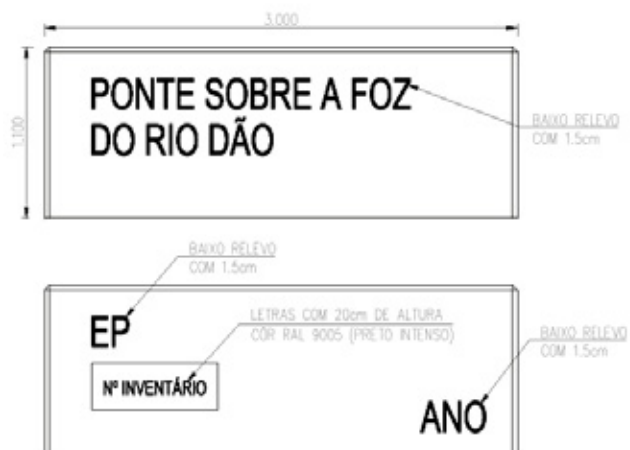 3.000
1.100
PONTE SOBRE A FOZ
DO RIO DÃO
BAIXO RELEVO
COM 1.5cm
BAIXO RELEVO
COM 1.5cm
EP
LETRAS COM 20cm DE ALTURA
CÔR RAL 9005 (PRETO INTENSO)
Nº INVENTÁRIO
BAIXO RELEVO
COM 1.5cm
ANO